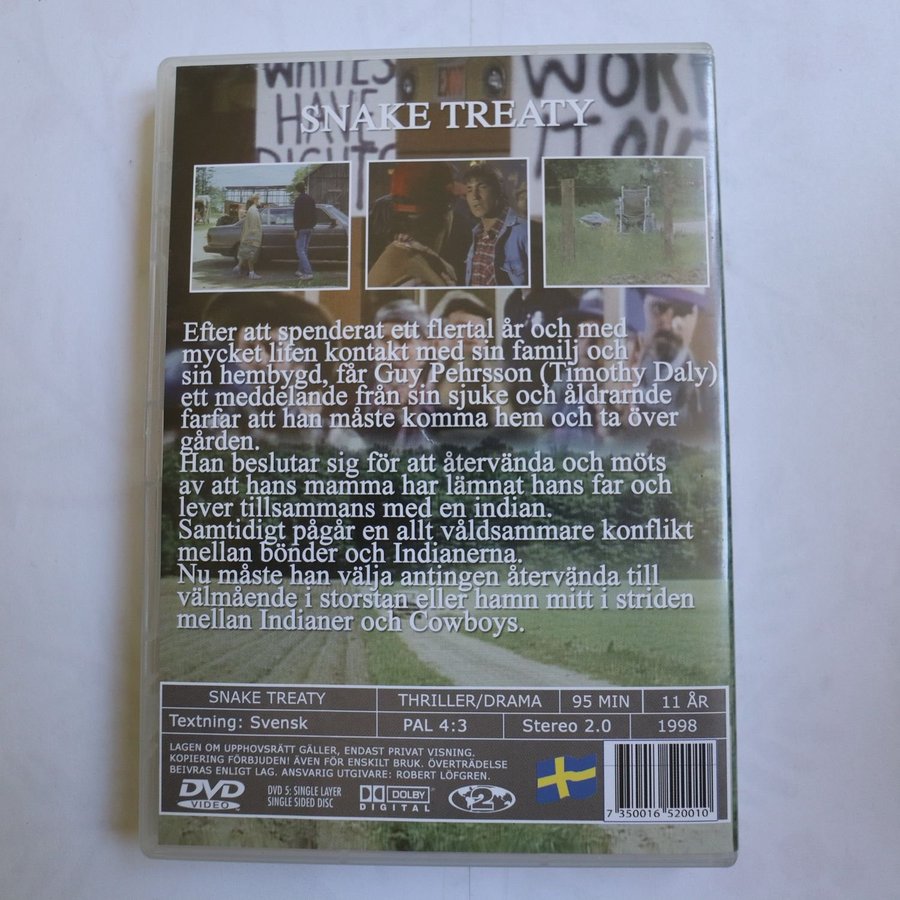 WHITES
HAVE
RIGHTS
WORK
IT OUT
SNAKE TREATY
Efter att spenderat ett flertal år och med
mycket liten kontakt med sin familj och
sin hembygd, får Guy Pehrsson (Timothy Daly)
ett meddelande från sin sjuke och åldrarnde
farfar att han måste komma hem och ta över
gården.
Han beslutar sig för att återvända och möts
av att hans mamma har lämnat hans far och
lever tillsammans med en indian.
Samtidigt pågår en allt våldsammare konflikt
mellan bönder och Indianerna.
Nu måste han välja antingen återvända till
välmående i storstan eller hamn mitt i striden
mellan Indianer och Cowboys.
SNAKE TREATY THRILLER/DRAMA 95 MIN 11 ÅR
Textning: Svensk PAL 4:3 Stereo 2.0 1998
LAGEN OM UPPHOVSRÄTT GÄLLER, ENDAST PRIVAT VISNING.
KOPIERING FÖRBJUDEN! ÄVEN FÖR ENSKILT BRUK. ÖVERTRÄDELSE
BEIVRAS ENLIGT LAG. ANSVARIG UTGIVARE: ROBERT LÖFGREN.
DVD
VIDEO
DVD 5: SINGLE LAYER
SINGLE SIDED DISC
DOLBY
DIGITAL
2
7 350016 520010